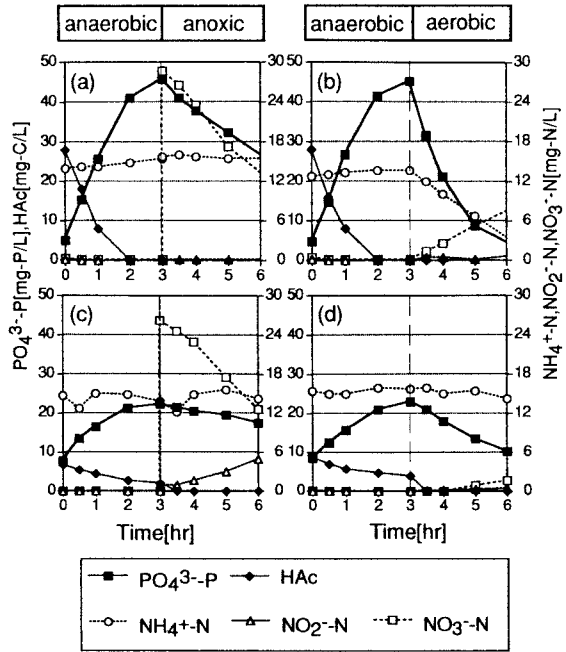 anaerobic anoxic anaerobic aerobic
50 (a) 30 50 (b) 30
40 24 40 24
30 18 30 18
20 12 20 12
10 6 10 6
0 0 0 0
0 1 2 3 4 5 6 0 1 2 3 4 5 6
50 (c) 30 50 (d) 30
40 24 40 24
30 18 30 18
20 12 20 12
10 6 10 6
0 0 0 0
0 1 2 3 4 5 6 0 1 2 3 4 5 6
PO₄³⁻-P[mg-P/L],HAc[mg-C/L]
NH₄⁺-N,NO₂⁻-N,NO₃⁻-N[mg-N/L]
Time[hr] Time[hr]
PO₄³⁻-P HAc
NH₄⁺-N NO₂⁻-N NO₃⁻-N